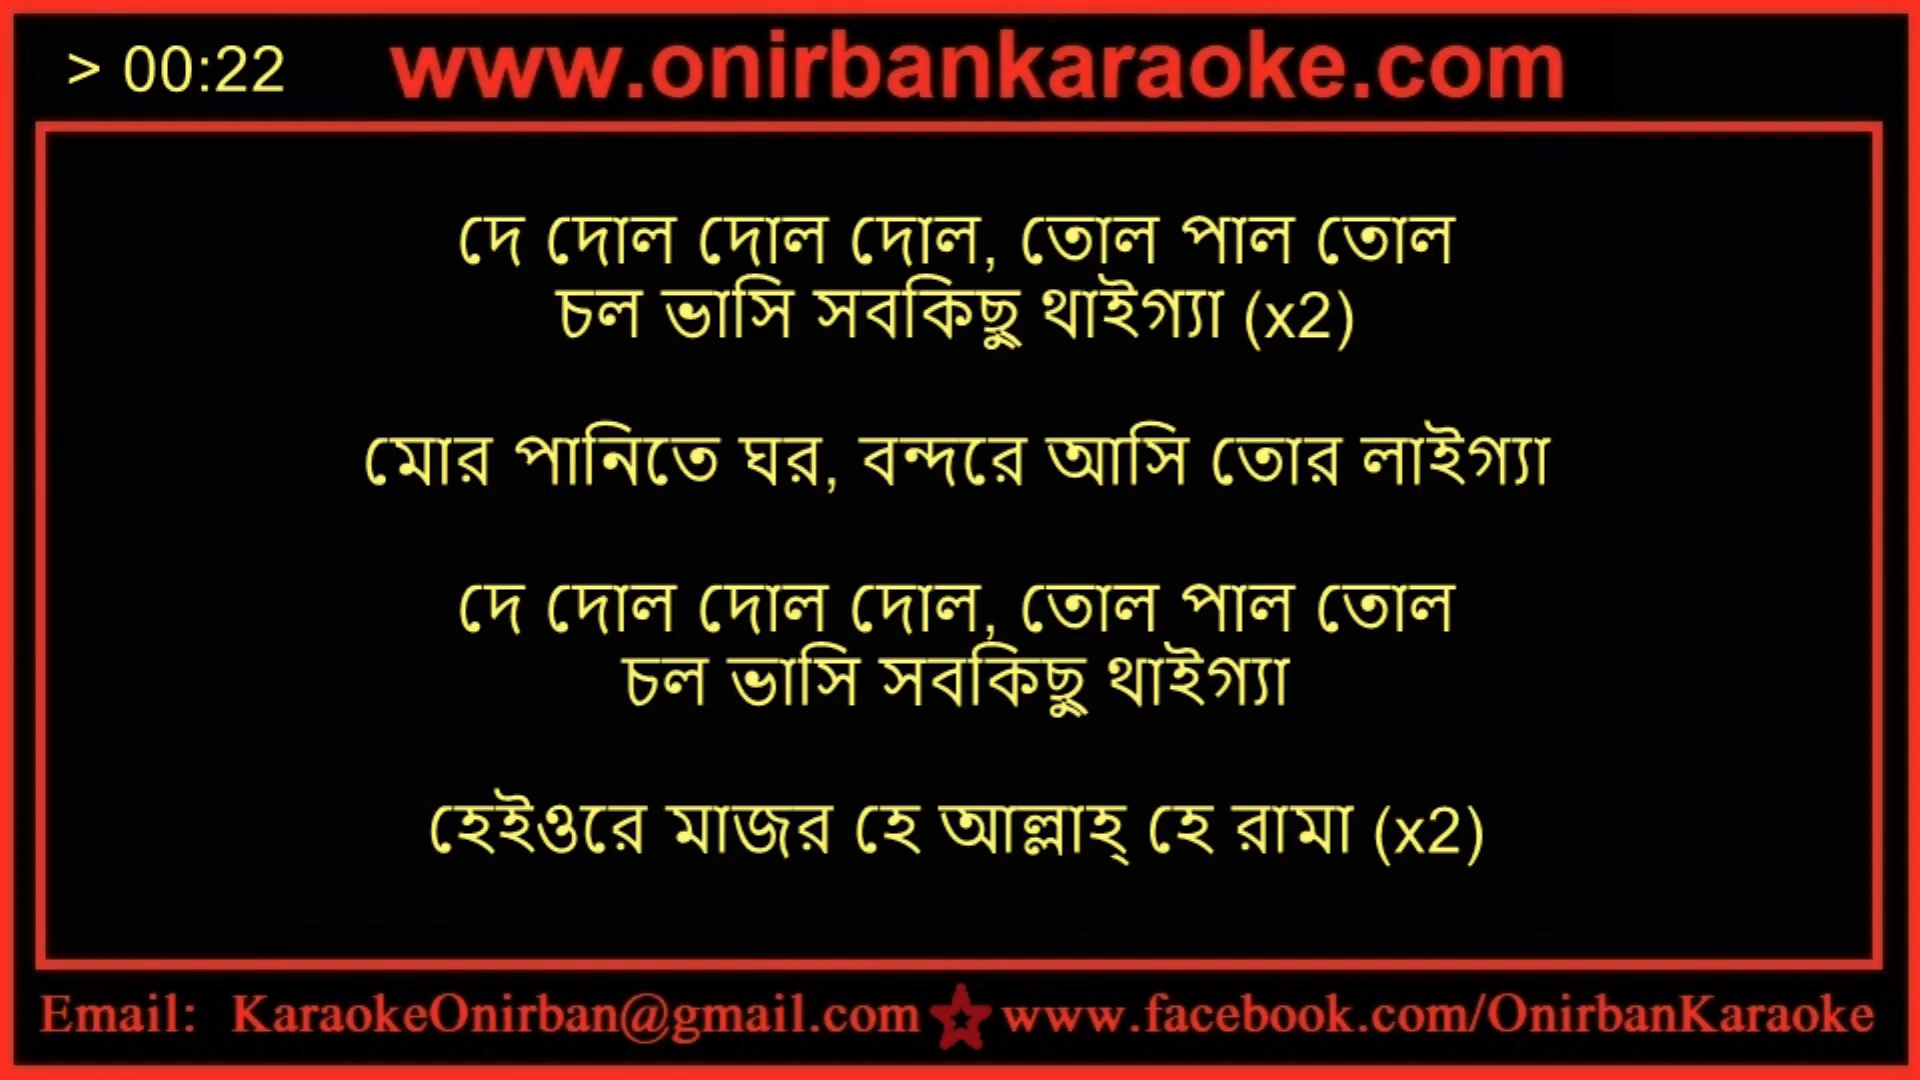 > 00:22 www.onirbankaraoke.com
দে দোল দোল দোল, তোল পাল তোল
চল ভাসি সবকিছু থাইগ্যা (x2)
মোর পানিতে ঘর, বন্দরে আসি তোর লাইগ্যা
দে দোল দোল দোল, তোল পাল তোল
চল ভাসি সবকিছু থাইগ্যা
হেইওরে মাজর হে আল্লাহ্ হে রামা (x2)
Email: KaraokeOnirban@gmail.com www.facebook.com/OnirbanKaraoke